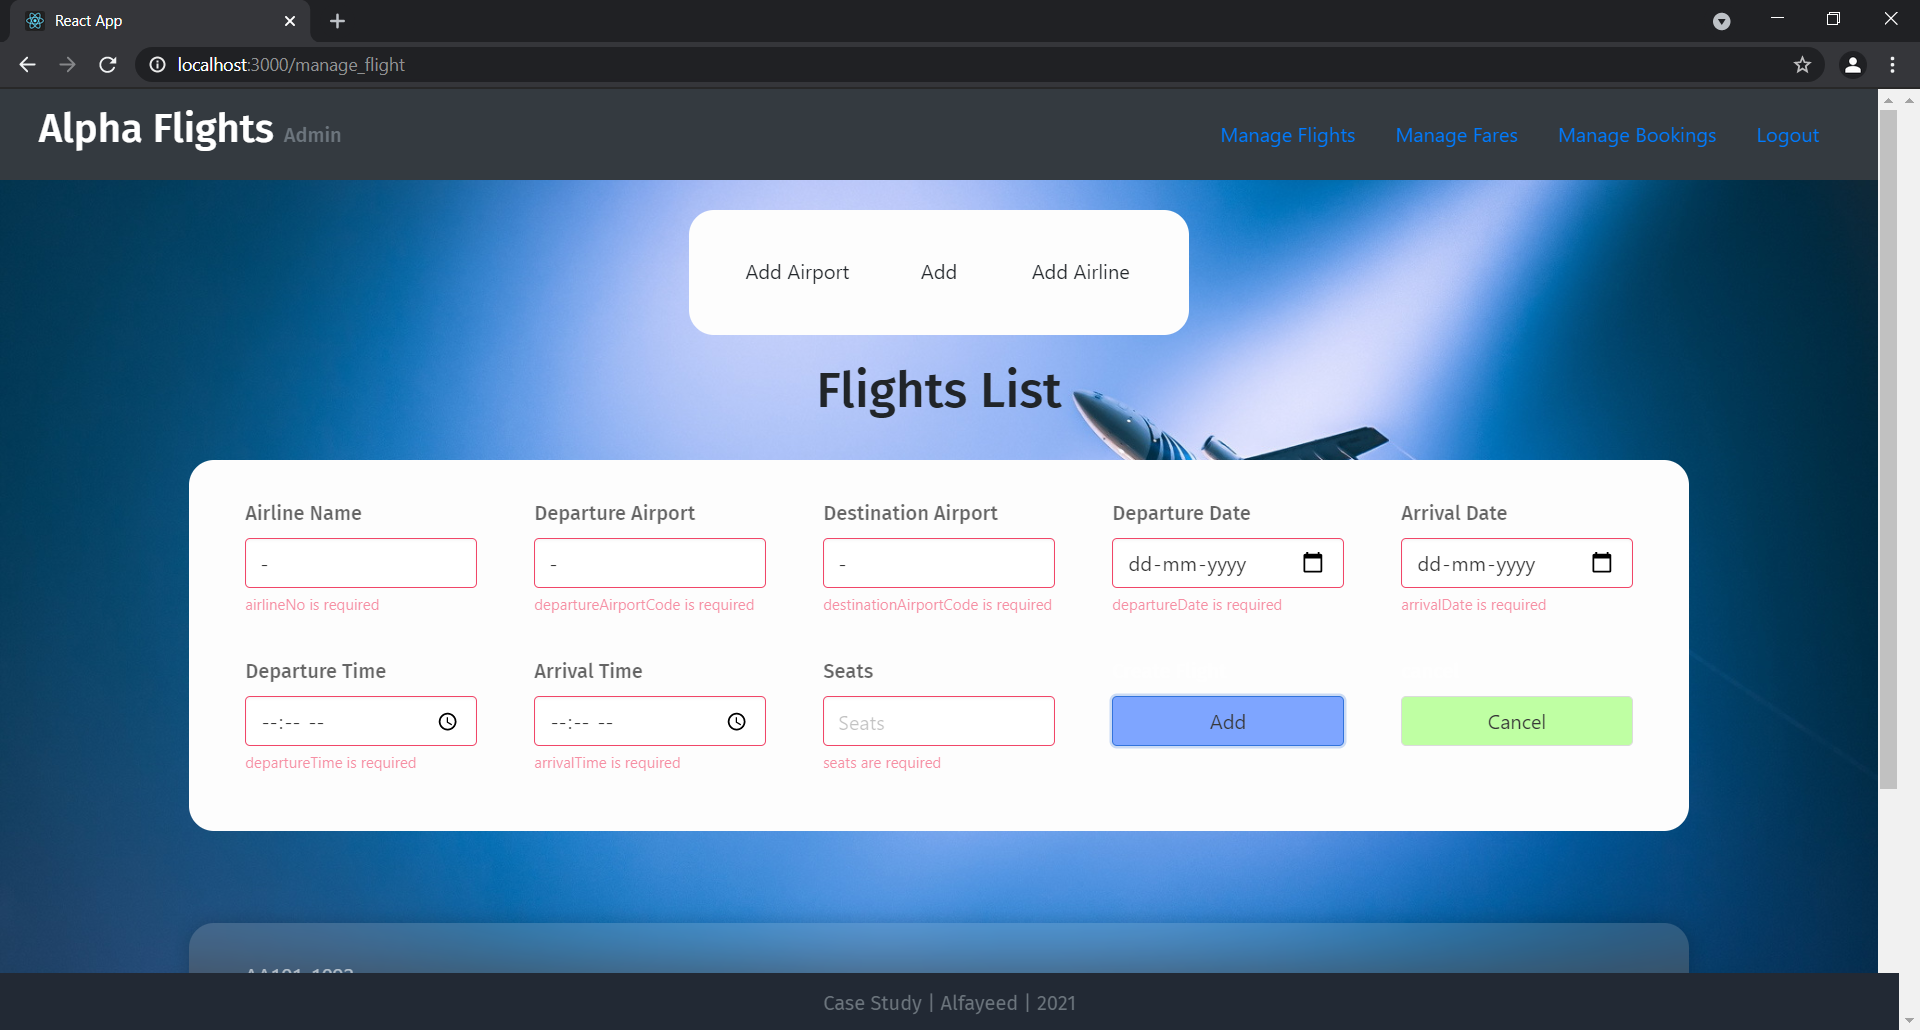 React App
localhost:3000/manage_flight
Alpha Flights Admin
Manage Flights Manage Fares Manage Bookings Logout
Add Airport Add Add Airline
Flights List
Airline Name Departure Airport Destination Airport Departure Date Arrival Date
- - - dd-mm-yyyy dd-mm-yyyy
airlineNo is required departureAirportCode is required destinationAirportCode is required departureDate is required arrivalDate is required
Departure Time Arrival Time Seats
--:-- -- --:-- -- Seats Add Cancel
departureTime is required arrivalTime is required seats are required
Case Study | Alfayeed | 2021